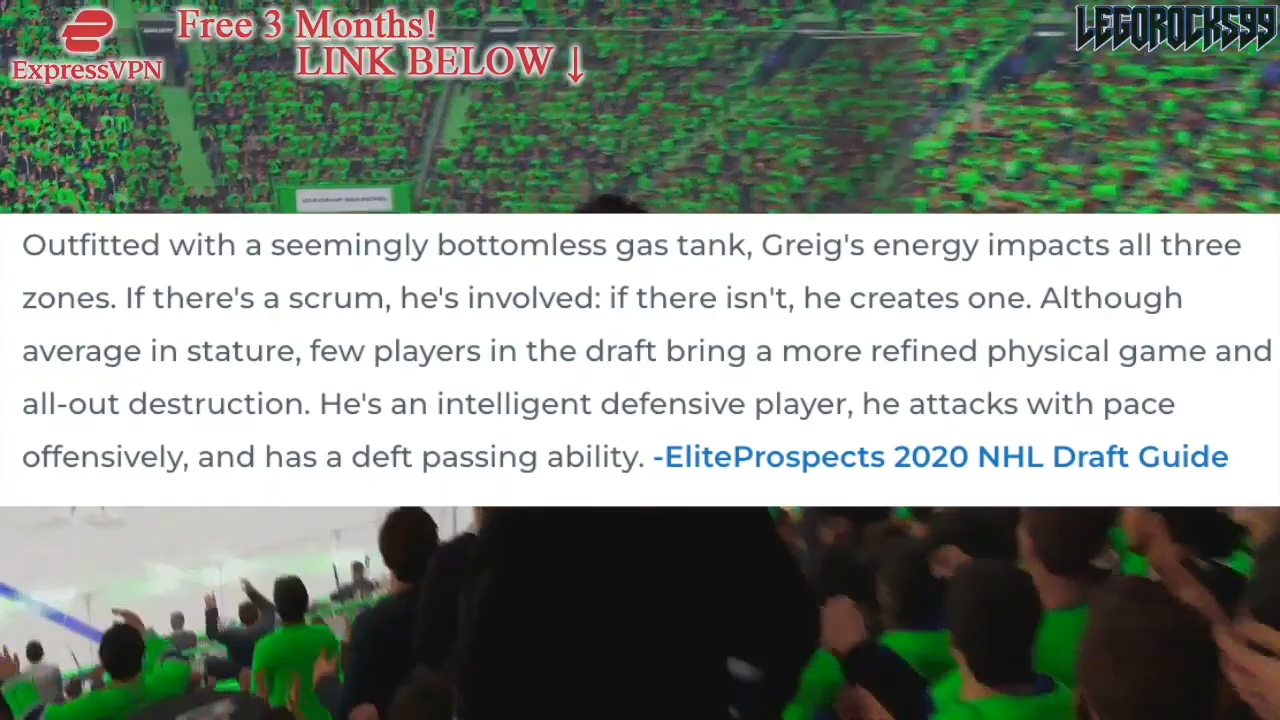 Free 3 Months!
LINK BELOW ↓
ExpressVPN
LEGOROCKS99
Outfitted with a seemingly bottomless gas tank, Greig's energy impacts all three
zones. If there's a scrum, he's involved: if there isn't, he creates one. Although
average in stature, few players in the draft bring a more refined physical game and
all-out destruction. He's an intelligent defensive player, he attacks with pace
offensively, and has a deft passing ability. -EliteProspects 2020 NHL Draft Guide